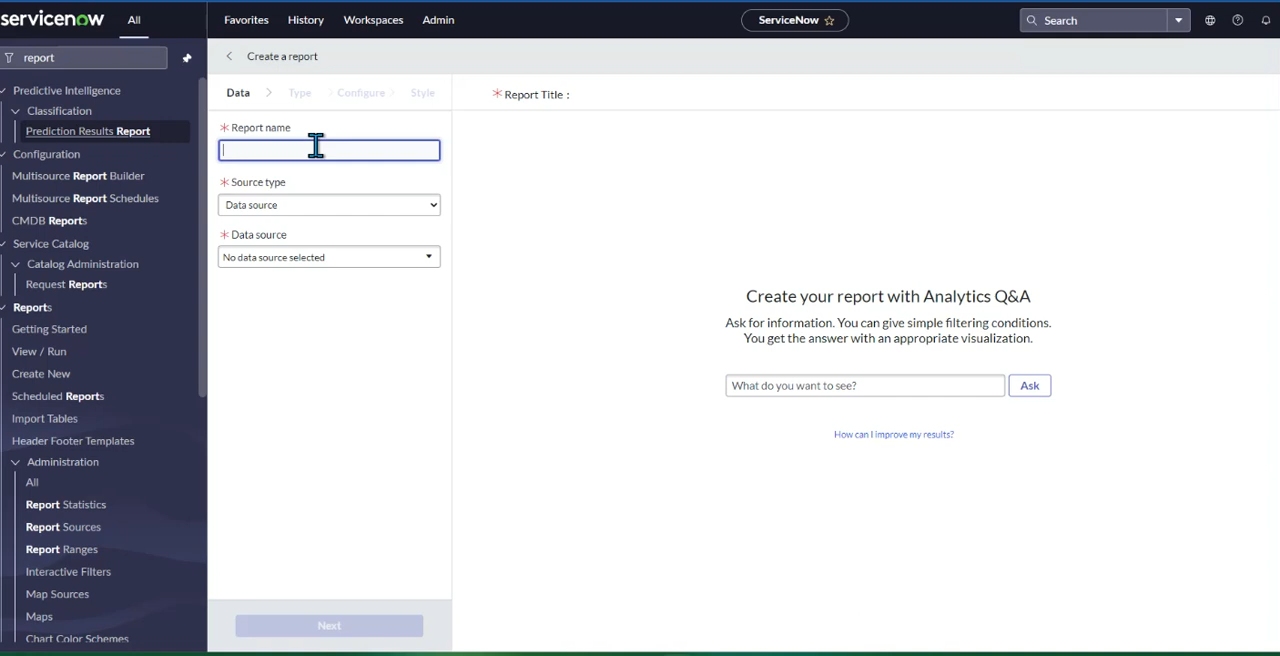 servicenow
All
Favorites
History
Workspaces
Admin
ServiceNow
Search
report
Predictive Intelligence
Classification
Prediction Results Report
Configuration
Multisource Report Builder
Multisource Report Schedules
CMDB Reports
Service Catalog
Catalog Administration
Request Reports
Reports
Getting Started
View / Run
Create New
Scheduled Reports
Import Tables
Header Footer Templates
Administration
All
Report Statistics
Report Sources
Report Ranges
Interactive Filters
Map Sources
Maps
Chart Color Schemes
Create a report
Data
Type
Configure
Style
* Report name
* Source type
Data source
* Data source
No data source selected
Next
* Report Title :
Create your report with Analytics Q&A
Ask for information. You can give simple filtering conditions.
You get the answer with an appropriate visualization.
What do you want to see?
Ask
How can I improve my results?